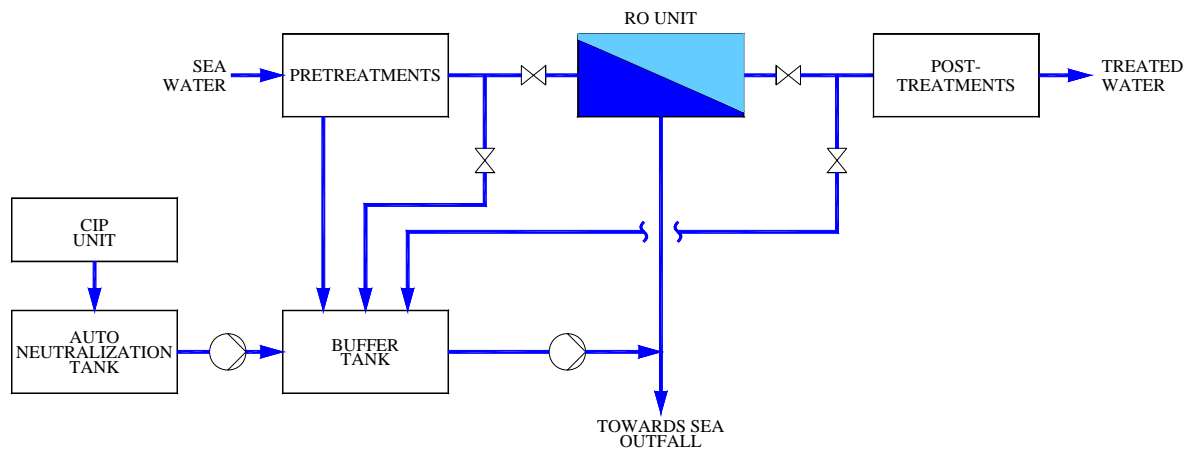 RO UNIT
SEA
WATER
PRETREATMENTS
POST-
TREATMENTS
TREATED
WATER
CIP
UNIT
AUTO
NEUTRALIZATION
TANK
BUFFER
TANK
TOWARDS SEA
OUTFALL